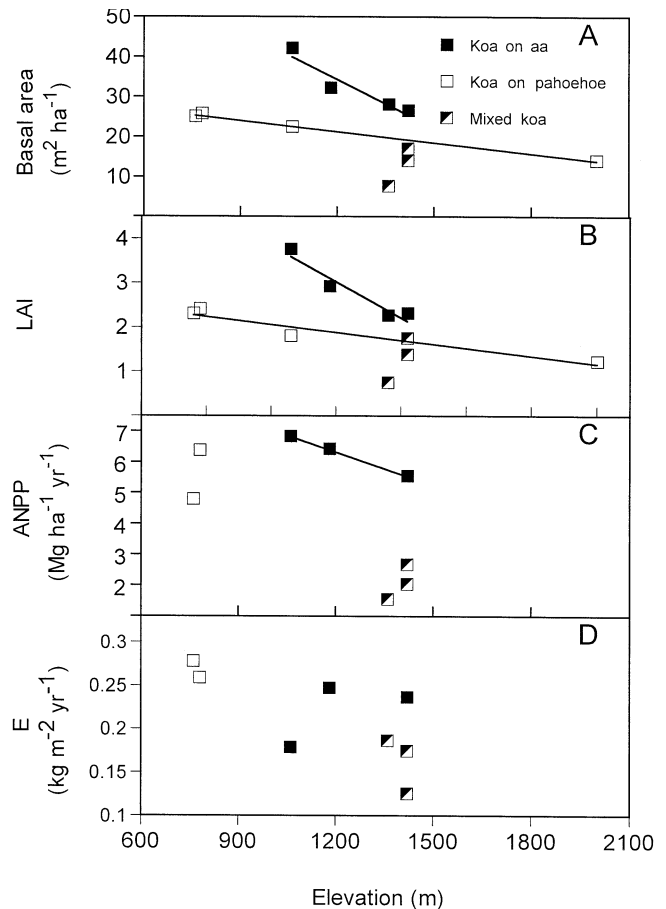 50
40
30
20
10
Basal area
(m² ha⁻¹)
A
Koa on aa
Koa on pahoehoe
Mixed koa
4
3
2
1
LAI
B
7
6
5
4
3
2
ANPP
(Mg ha⁻¹ yr⁻¹)
C
0.3
0.25
0.2
0.15
0.1
E
(kg m⁻² yr⁻¹)
D
600 900 1200 1500 1800 2100
Elevation (m)